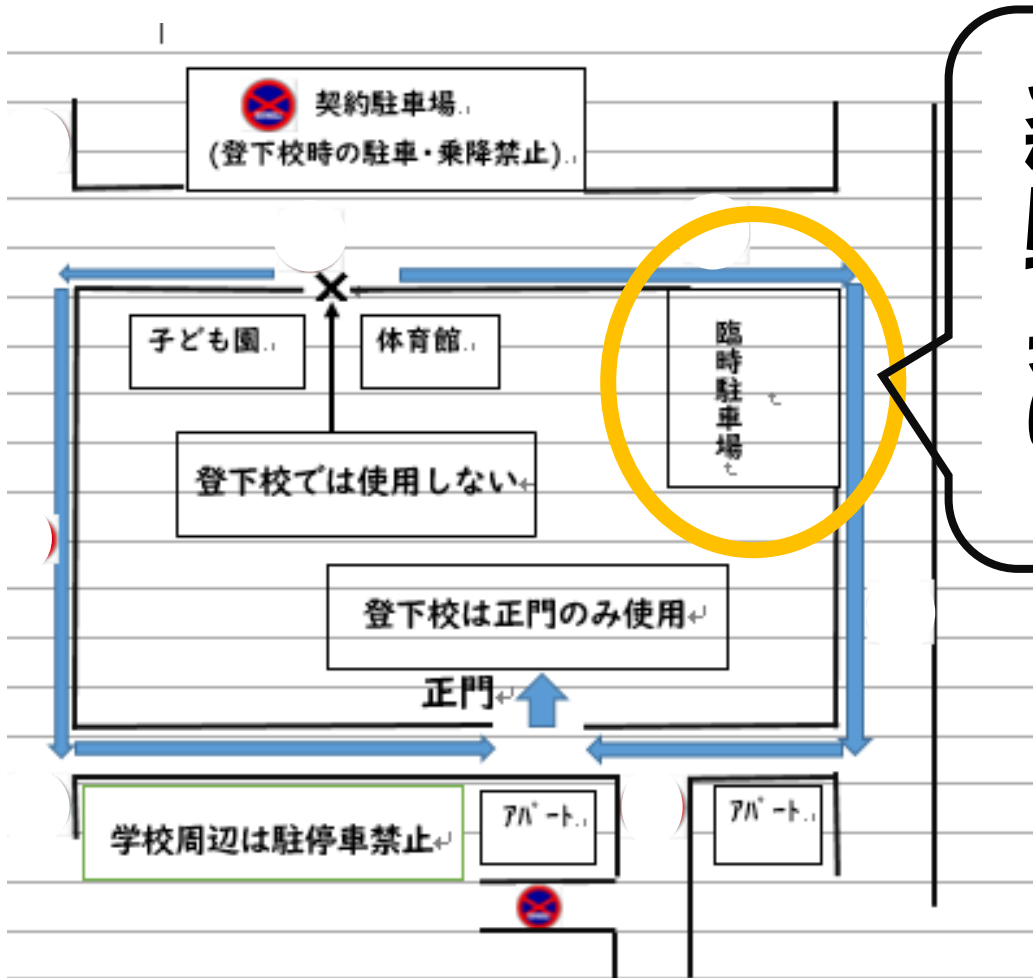 契約駐車場
(登下校時の駐車・乗降禁止)
子ども園
体育館
臨時駐車場
登下校では使用しない
登下校は正門のみ使用
正門
学校周辺は駐停車禁止
アパート
アパート